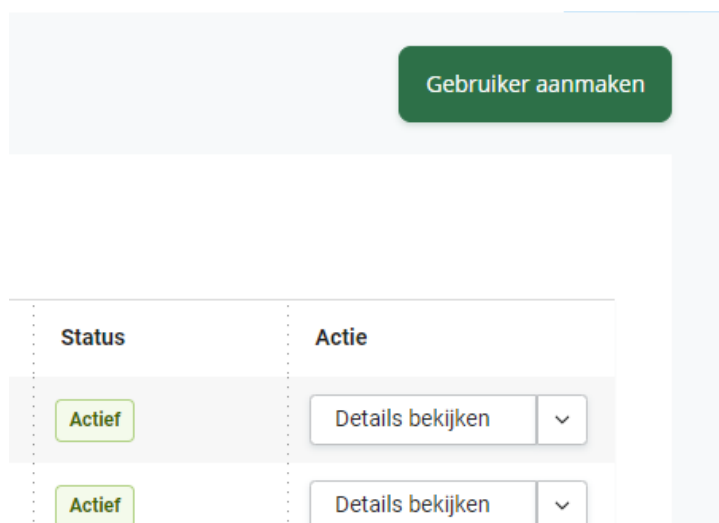 Gebruiker aanmaken
Status Actie
Actief Details bekijken
Actief Details bekijken